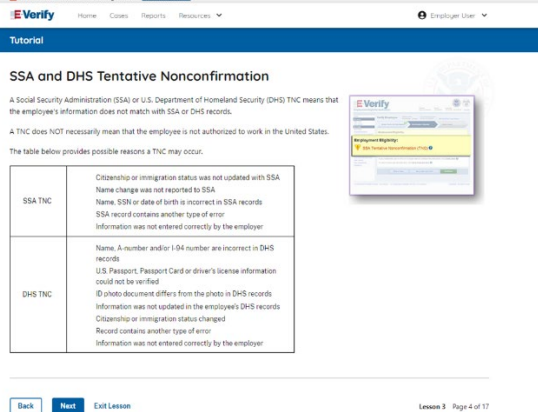 E-Verify
Home Cases Reports Resources
Employer User
Tutorial
SSA and DHS Tentative Nonconfirmation
A Social Security Administration (SSA) or U.S. Department of Homeland Security (DHS) TNC means that
the employee's information does not match with SSA or DHS records.
A TNC does NOT necessarily mean that the employee is not authorized to work in the United States.
The table below provides possible reasons a TNC may occur.
E-Verify
Employment Eligibility:
SSA Tentative Nonconfirmation (TNC)
SSA TNC
Citizenship or immigration status was not updated with SSA
Name change was not reported to SSA
Name, SSN or date of birth is incorrect in SSA records
SSA record contains another type of error
Information was not entered correctly by the employer
DHS TNC
Name, A-number and/or I-94 number are incorrect in DHS
records
U.S. Passport, Passport Card or driver's license information
could not be verified
ID photo document differs from the photo in DHS records
Information was not updated in the employee's DHS records
Citizenship or immigration status changed
Record contains another type of error
Information was not entered correctly by the employer
Back Next Exit Lesson
Lesson 3 Page 4 of 17